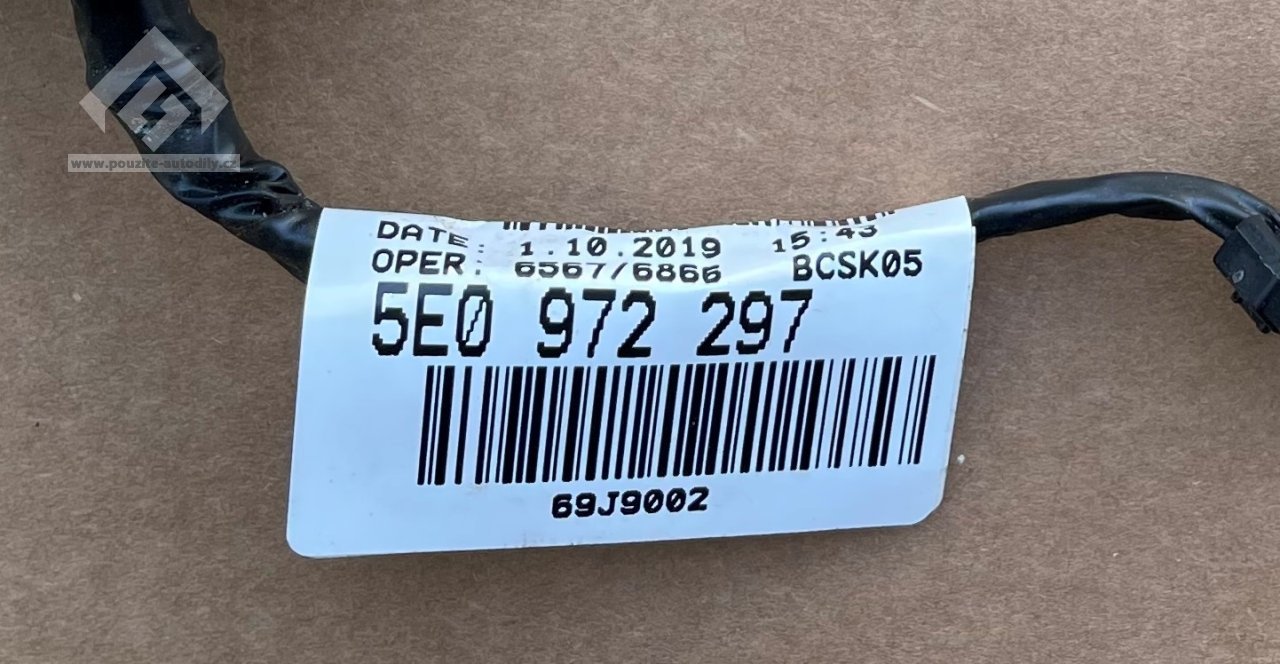 www.pouzite-autodily.cz
DATE: 1.10.2019 15:43
OPER: 6567/6866 BCSK05
5E0 972 297
69J9002